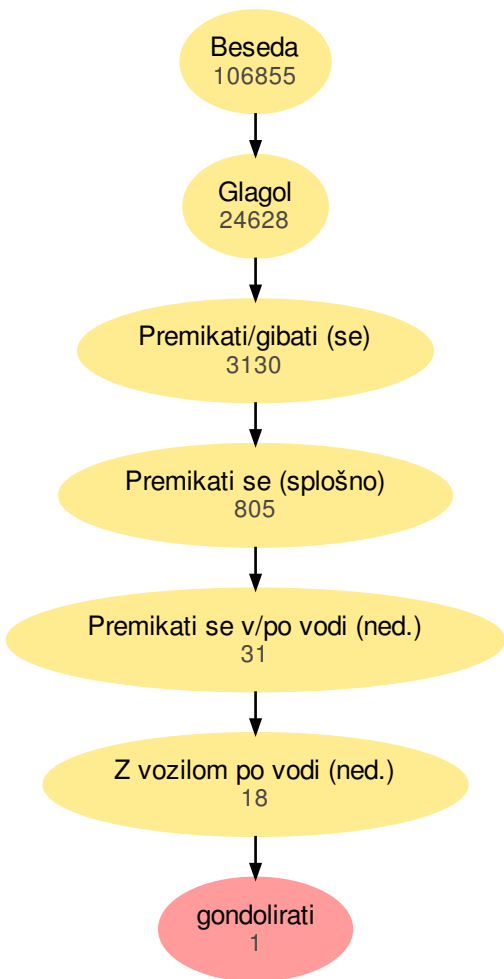 Beseda
106855
Glagol
24628
Premikati/gibati (se)
3130
Premikati se (splošno)
805
Premikati se v/po vodi (ned.)
31
Z vozilom po vodi (ned.)
18
gondolirati
1